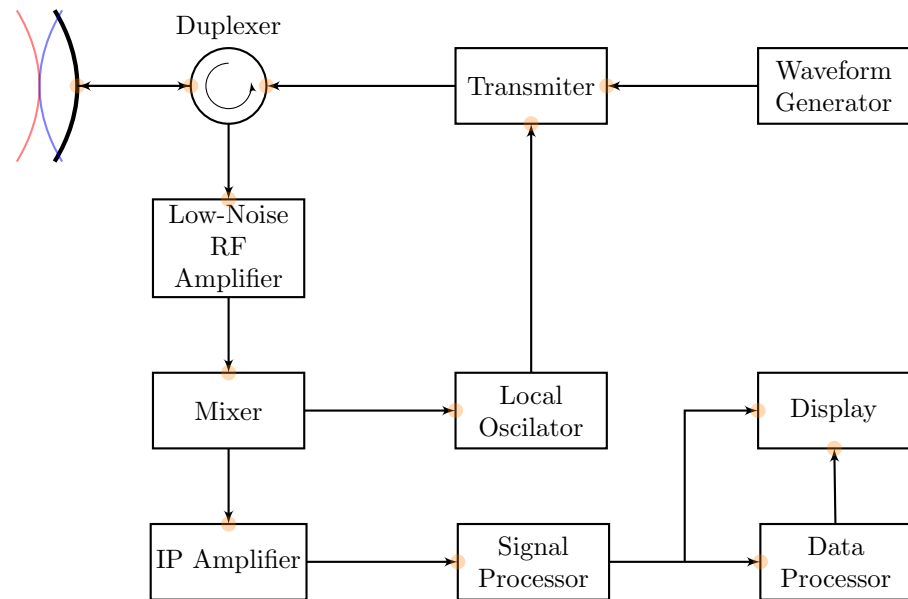 Duplexer
Transmiter
Waveform
Generator
Low-Noise
RF
Amplifier
Mixer
Local
Oscilator
Display
IP Amplifier
Signal
Processor
Data
Processor